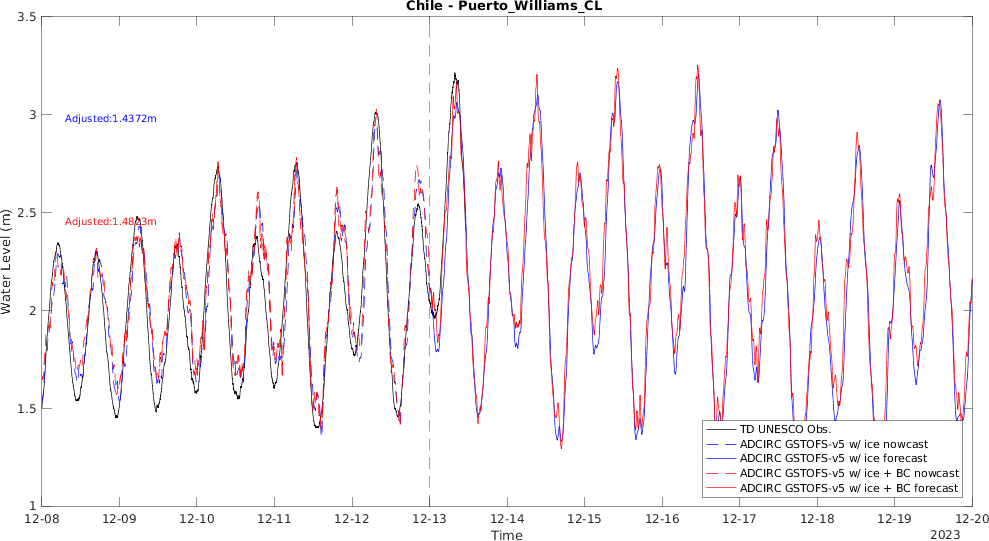 Chile - Puerto_Williams_CL
3.5
3
2.5
2
1.5
1
Water Level (m)
Adjusted:1.4372m
Adjusted:1.4823m
TD UNESCO Obs.
ADCIRC GSTOFS-v5 w/ ice nowcast
ADCIRC GSTOFS-v5 w/ ice forecast
ADCIRC GSTOFS-v5 w/ ice + BC nowcast
ADCIRC GSTOFS-v5 w/ ice + BC forecast
12-08 12-09 12-10 12-11 12-12 12-13 12-14 12-15 12-16 12-17 12-18 12-19 12-20
Time
2023